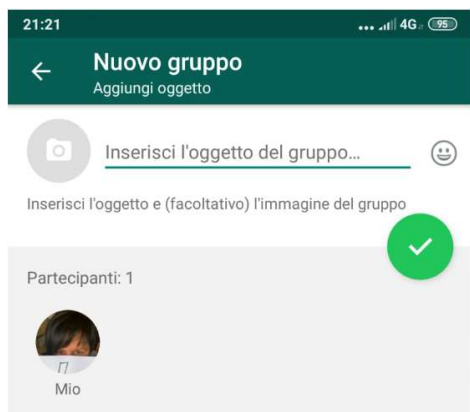 21:21
4G 95
Nuovo gruppo
Aggiungi oggetto
Inserisci l'oggetto del gruppo...
Inserisci l'oggetto e (facoltativo) l'immagine del gruppo
Partecipanti: 1
Mio